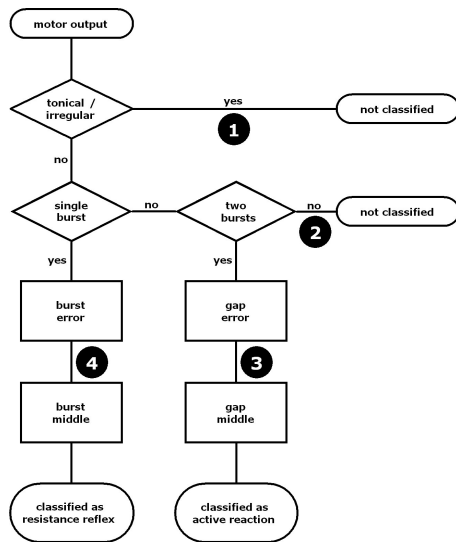 motor output
tonical /
irregular
yes
1
not classified
no
single
burst
no
two
bursts
no
2
not classified
yes
yes
burst
error
gap
error
4
3
burst
middle
gap
middle
classified as
resistance reflex
classified as
active reaction